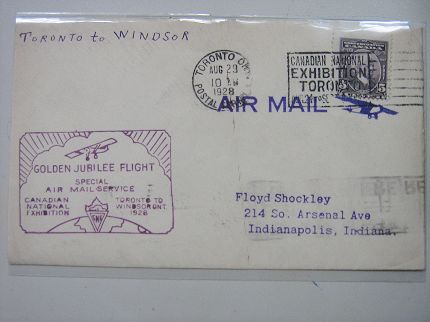 TORONTO to WINDSOR
TORONTO ONT.
AUG 23
10 AM
1928
POSTAL
CANADIAN NATIONAL
EXHIBITION
TORONTO
AIR MAIL
GOLDEN JUBILEE FLIGHT
SPECIAL
AIR MAIL SERVICE
CANADIAN
NATIONAL
EXHIBITION
TORONTO TO
WINDSOR ONT.
1928
Floyd Shockley
214 So. Arsenal Ave
Indianapolis, Indiana.